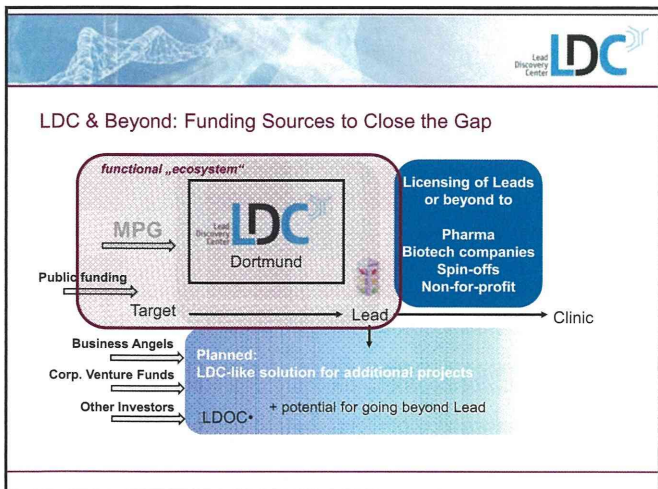 Lead
Discovery
Center
LDC
LDC & Beyond: Funding Sources to Close the Gap
functional „ecosystem“
MPG
Lead
Discovery
Center
LDC
Dortmund
Licensing of Leads
or beyond to
Pharma
Biotech companies
Spin-offs
Non-for-profit
Public funding
Target
Lead
Clinic
Business Angels
Corp. Venture Funds
Other Investors
Planned:
LDC-like solution for additional projects
LDOC•
+ potential for going beyond Lead